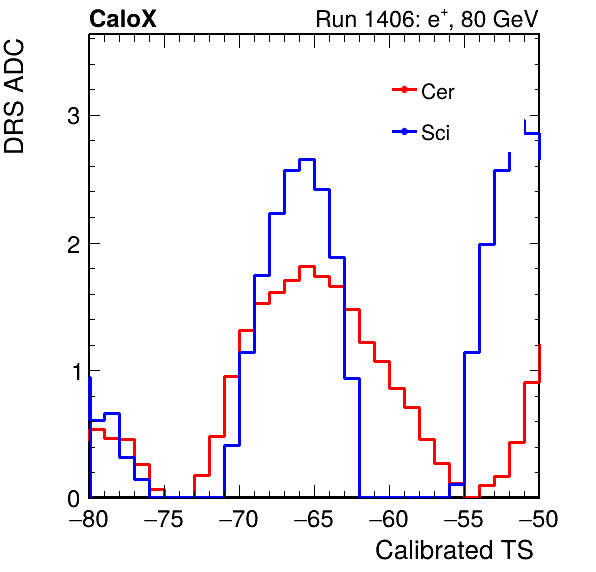 CaloX Run 1406: e⁺, 80 GeV
DRS ADC
Cer
Sci
3
2
1
0
−80 −75 −70 −65 −60 −55 −50
Calibrated TS